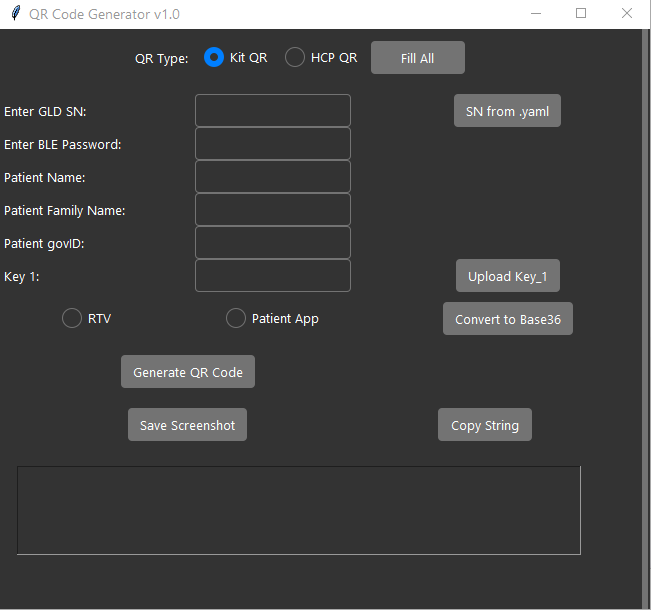 QR Code Generator v1.0
QR Type: Kit QR HCP QR Fill All
Enter GLD SN: SN from .yaml
Enter BLE Password:
Patient Name:
Patient Family Name:
Patient govID:
Key 1: Upload Key_1
RTV Patient App Convert to Base36
Generate QR Code
Save Screenshot Copy String